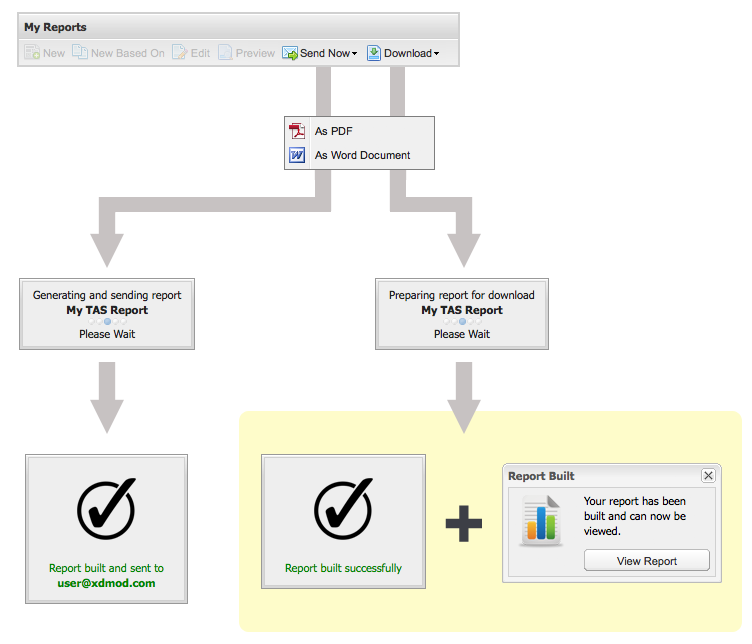 My Reports
New New Based On Edit Preview Send Now Download
As PDF
As Word Document
Generating and sending report
My TAS Report
Please Wait
Preparing report for download
My TAS Report
Please Wait
Report built and sent to
user@xdmod.com
Report built successfully
Report Built
Your report has been
built and can now be
viewed.
View Report